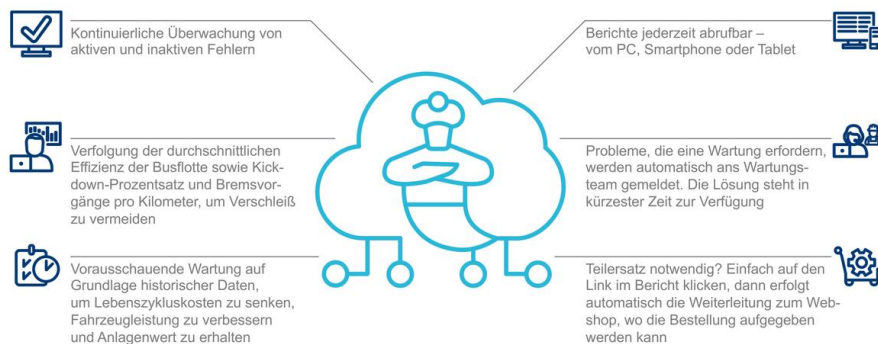 Kontinuierliche Überwachung von
aktiven und inaktiven Fehlern
Verfolgung der durchschnittlichen
Effizienz der Busflotte sowie Kick-
down-Prozentsatz und Bremsvor-
gänge pro Kilometer, um Verschleiß
zu vermeiden
Vorausschauende Wartung auf
Grundlage historischer Daten,
um Lebenszykluskosten zu senken,
Fahrzeugleistung zu verbessern
und Anlagenwert zu erhalten
Berichte jederzeit abrufbar –
vom PC, Smartphone oder Tablet
Probleme, die eine Wartung erfordern,
werden automatisch ans Wartungs-
team gemeldet. Die Lösung steht in
kürzester Zeit zur Verfügung
Teilersatz notwendig? Einfach auf den
Link im Bericht klicken, dann erfolgt
automatisch die Weiterleitung zum Web-
shop, wo die Bestellung aufgegeben
werden kann